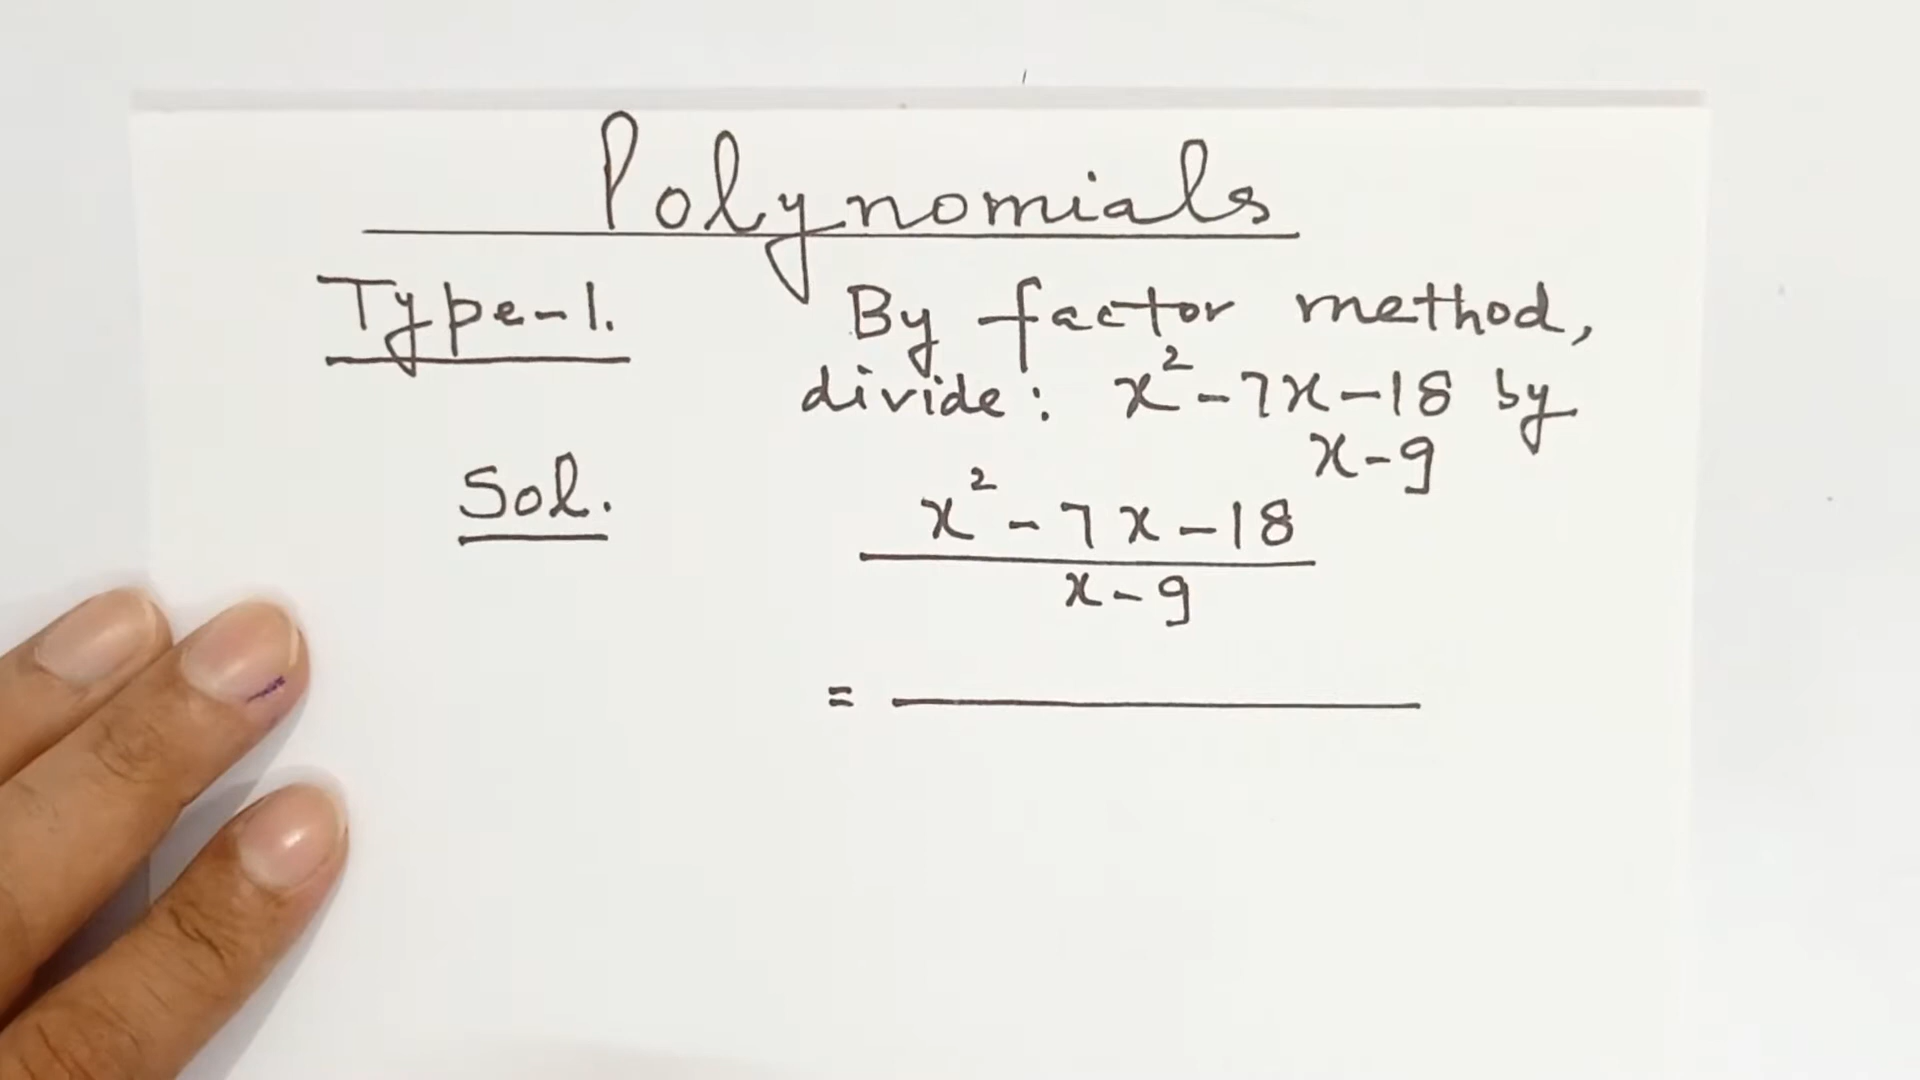 Polynomials
Type-1. By factor method,
divide: x²-7x-18 by
x-9
Sol. x²-7x-18
x-9
=